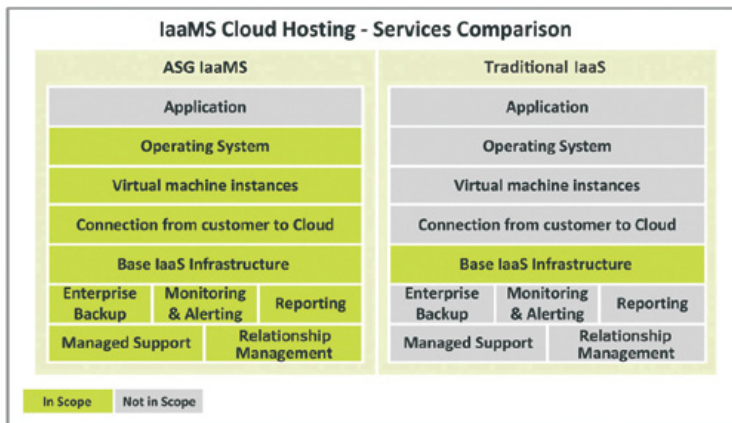 IaaMS Cloud Hosting - Services Comparison
ASG IaaMS
Application
Operating System
Virtual machine instances
Connection from customer to Cloud
Base IaaS Infrastructure
Enterprise
Backup
Monitoring
& Alerting
Reporting
Managed Support
Relationship
Management
Traditional IaaS
Application
Operating System
Virtual machine instances
Connection from customer to Cloud
Base IaaS Infrastructure
Enterprise
Backup
Monitoring
& Alerting
Reporting
Managed Support
Relationship
Management
In Scope
Not in Scope